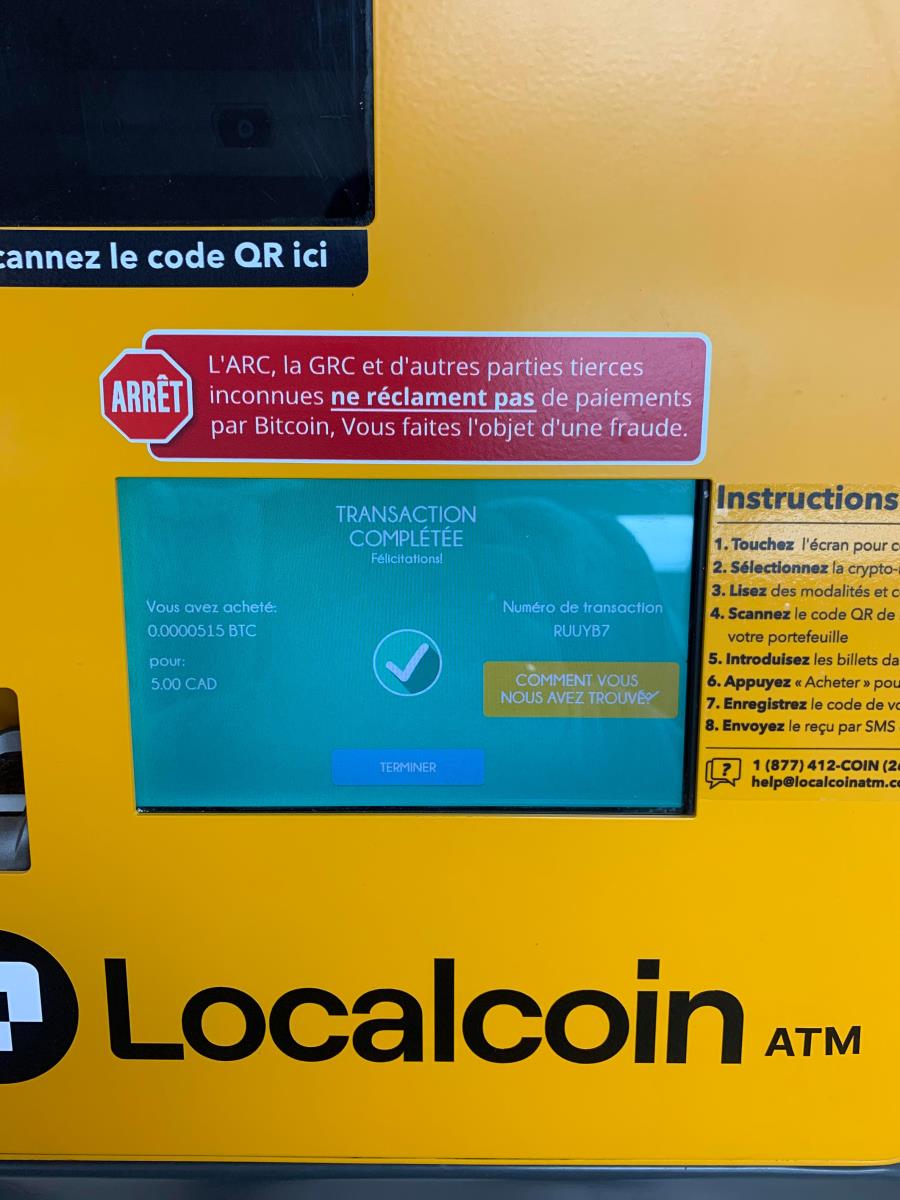 cannez le code QR ici
ARRÊT
L'ARC, la GRC et d'autres parties tierces
inconnues ne réclament pas de paiements
par Bitcoin, Vous faites l'objet d'une fraude.
TRANSACTION
COMPLÉTÉE
Félicitations!
Vous avez acheté:
0.0000515 BTC
pour:
5.00 CAD
Numéro de transaction
RUUYB7
COMMENT VOUS
NOUS AVEZ TROUVÉ?
TERMINER
Instructions
1. Touchez l'écran pour c
2. Sélectionnez la crypto-
3. Lisez des modalités et c
4. Scannez le code QR de
votre portefeuille
5. Introduisez les billets da
6. Appuyez « Acheter » pou
7. Enregistrez le code de vo
8. Envoyez le reçu par SMS
1 (877) 412-COIN (2
help@localcoinatm.c
Localcoin ATM